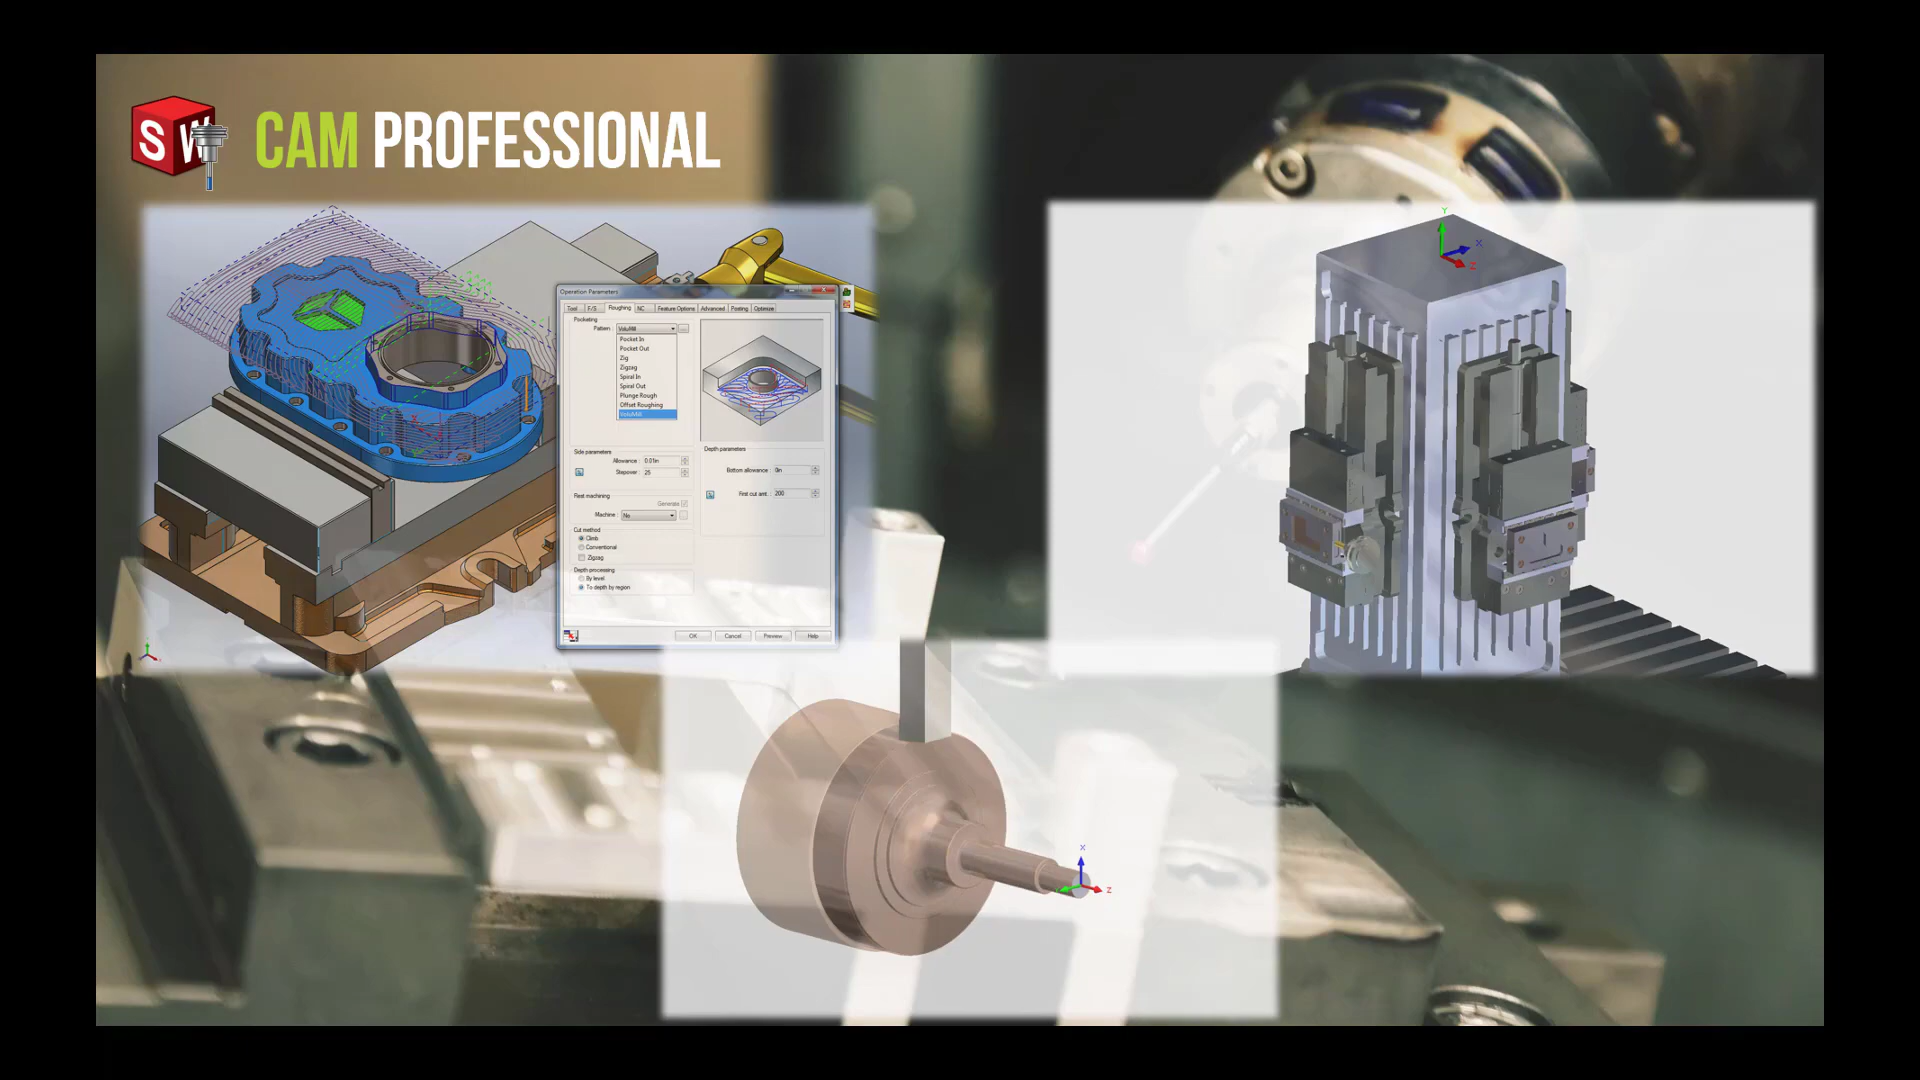 SW
CAM PROFESSIONAL
Operation Parameters
Tool F/S Roughing NC Feature Options Advanced Posting Optimize
Pocketing
Pattern : VoluMill
Pocket In
Pocket Out
Zig
Zigzag
Spiral In
Spiral Out
Plunge Rough
Offset Roughing
VoluMill
Side parameters
Allowance : 0.01in
Stepover : 25
Depth parameters
Bottom allowance : 0in
First cut amt. : 200
Rest machining
Generate
Machine : No
Cut method
Climb
Conventional
Zigzag
Depth processing
By level
To depth by region
OK Cancel Preview Help
Y
X
Z
X
Z